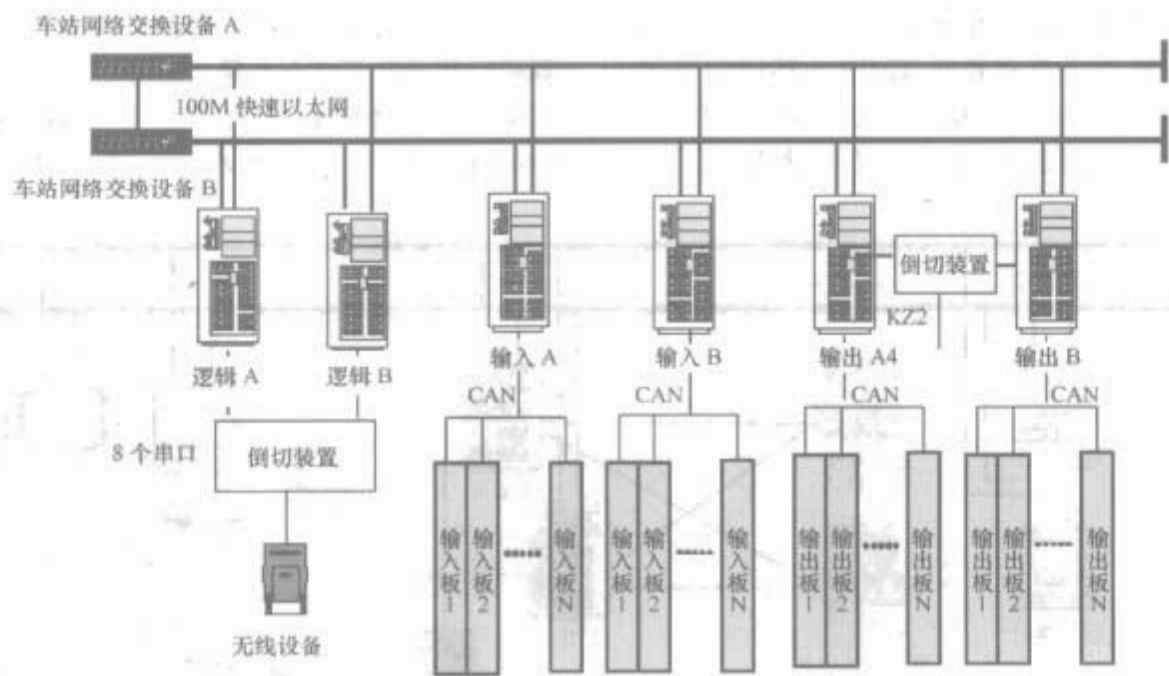 车站网络交换设备 A
100M 快速以太网
车站网络交换设备 B
倒切装置
KZ2
逻辑 A
逻辑 B
输入 A
输入 B
输出 A4
输出 B
CAN
CAN
CAN
CAN
8 个串口
倒切装置
输入板 1
输入板 2
输入板 N
输入板 1
输入板 2
输入板 N
输出板 1
输出板 2
输出板 N
输出板 1
输出板 2
输出板 N
无线设备